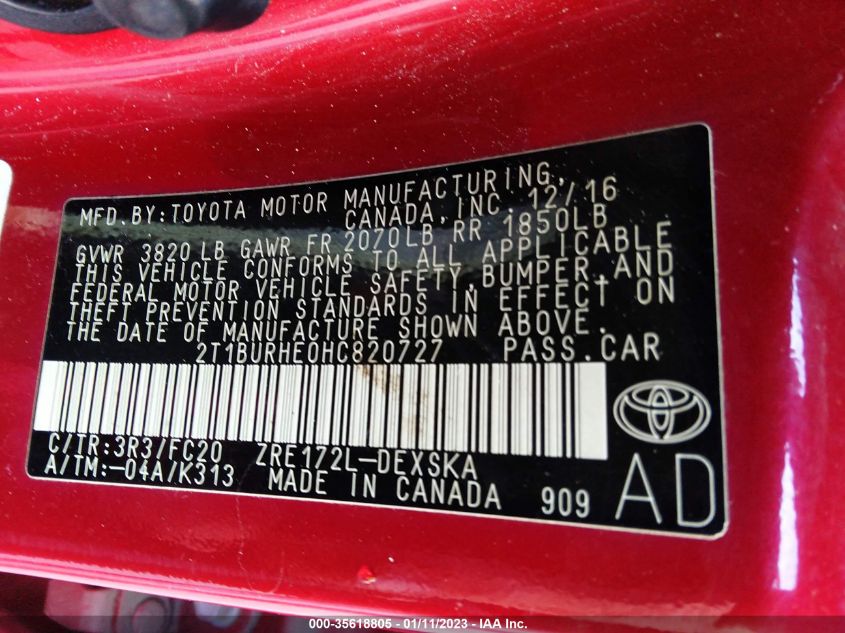 MFD.BY:TOYOTA MOTOR MANUFACTURING,
CANADA,INC. 12/16
GVWR 3820 LB GAWR FR 2070LB RR 1850LB
THIS VEHICLE CONFORMS TO ALL APPLICABLE
FEDERAL MOTOR VEHICLE SAFETY,BUMPER,AND
THEFT PREVENTION STANDARDS IN EFFECT ON
THE DATE OF MANUFACTURE SHOWN ABOVE.
2T1BURHE0HC820727 PASS.CAR
C/TR:3R3/FC20 ZRE172L-DEXSKA
A/TM:-04A/K313 MADE IN CANADA 909
AD
000-35618805 - 01/11/2023 - IAA Inc.